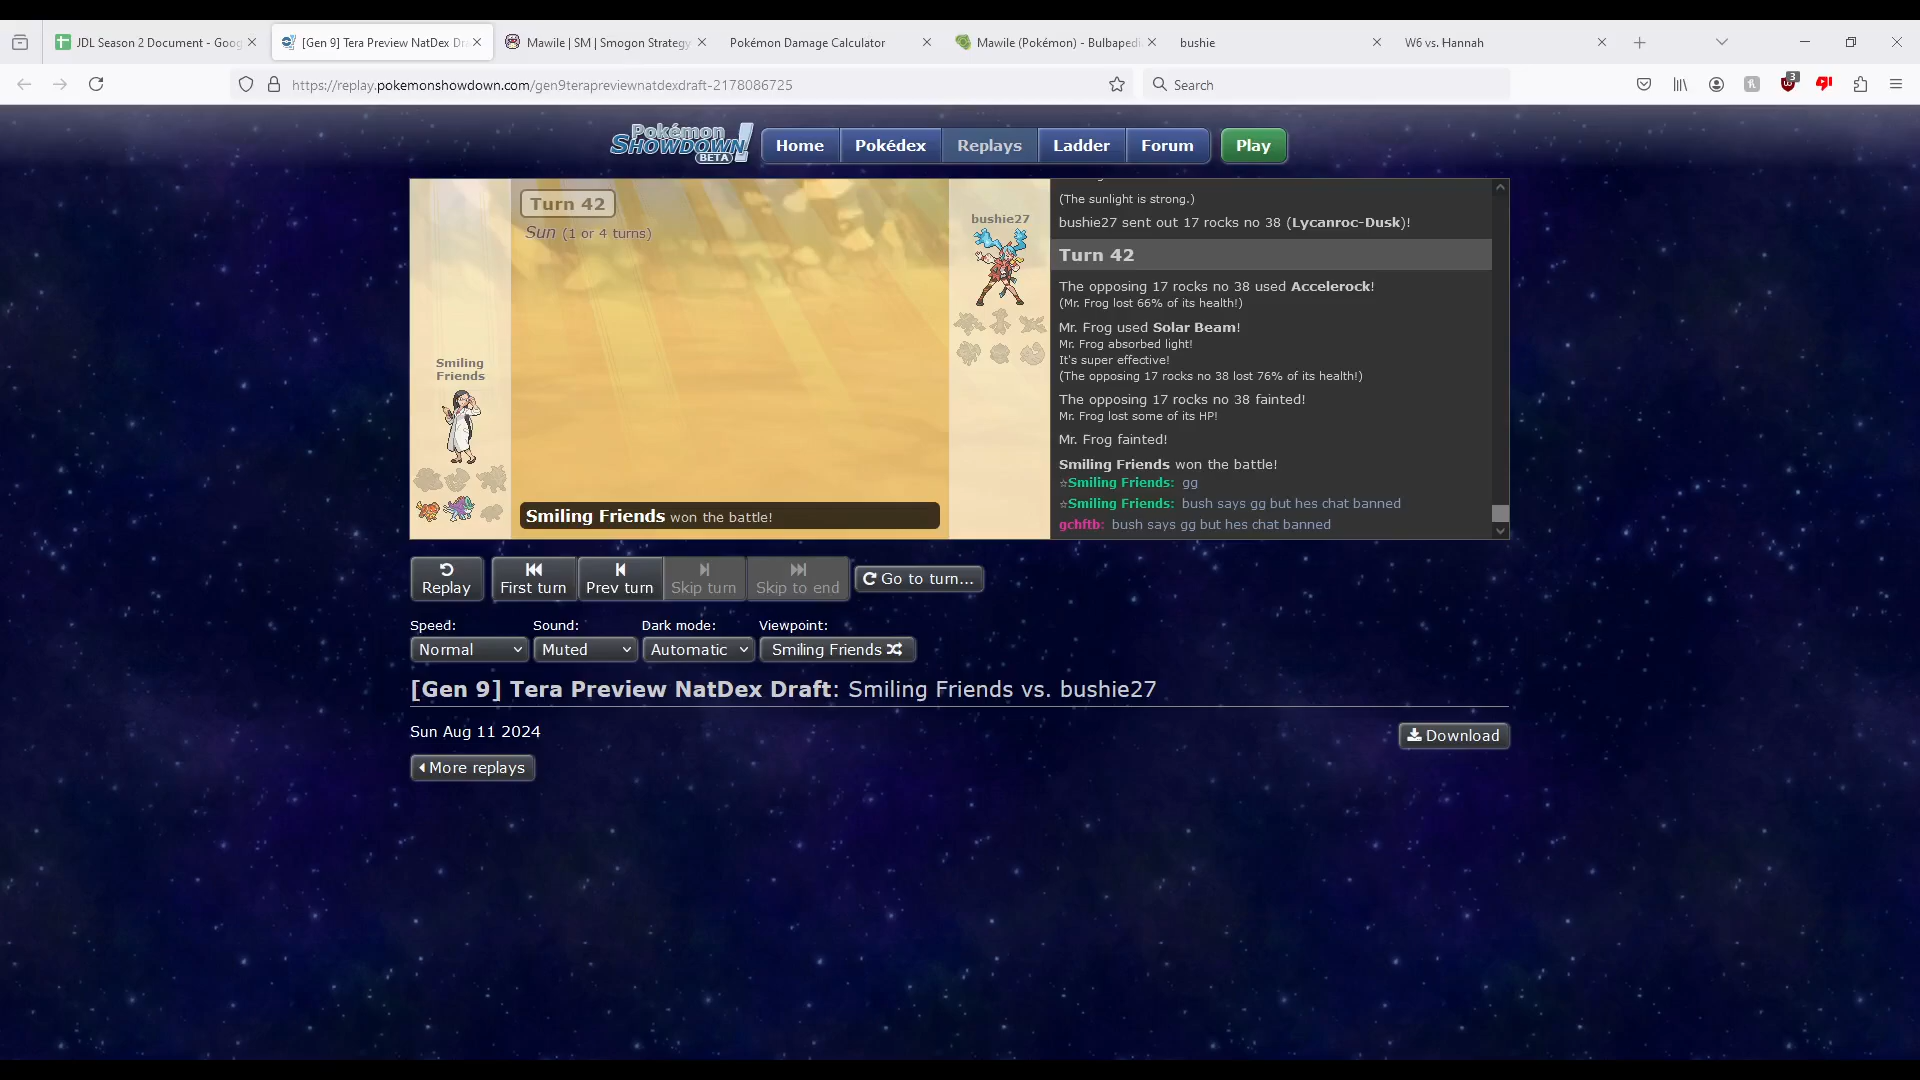 JDL Season 2 Document - Goog
[Gen 9] Tera Preview NatDex Dr
Mawile | SM | Smogon Strategy
Pokémon Damage Calculator
Mawile (Pokémon) - Bulbapedi
bushie
W6 vs. Hannah
https://replay.pokemonshowdown.com/gen9terapreviewnatdexdraft-2178086725
Search
3
Pokémon
SHOWDOWN!
BETA
Home
Pokédex
Replays
Ladder
Forum
Play
Turn 42
Sun (1 or 4 turns)
bushie27
Smiling
Friends
Smiling Friends won the battle!
(The sunlight is strong.)
bushie27 sent out 17 rocks no 38 (Lycanroc-Dusk)!
Turn 42
The opposing 17 rocks no 38 used Accelerock!
(Mr. Frog lost 66% of its health!)
Mr. Frog used Solar Beam!
Mr. Frog absorbed light!
It's super effective!
(The opposing 17 rocks no 38 lost 76% of its health!)
The opposing 17 rocks no 38 fainted!
Mr. Frog lost some of its HP!
Mr. Frog fainted!
Smiling Friends won the battle!
☆Smiling Friends: gg
☆Smiling Friends: bush says gg but hes chat banned
gchftb: bush says gg but hes chat banned
Replay
First turn
Prev turn
Skip turn
Skip to end
Go to turn...
Speed:
Sound:
Dark mode:
Viewpoint:
Normal
Muted
Automatic
Smiling Friends
[Gen 9] Tera Preview NatDex Draft: Smiling Friends vs. bushie27
Sun Aug 11 2024
Download
More replays